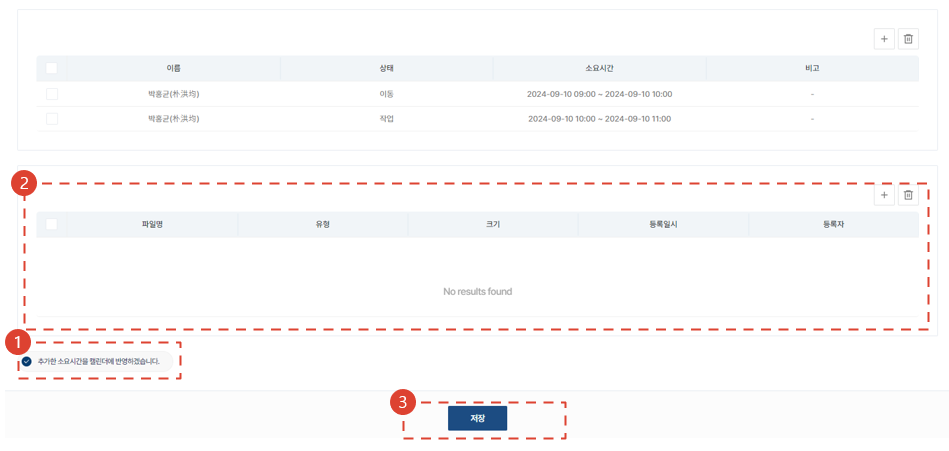 이름 상태 소요시간 비고
박흥균(朴洪均) 이동 2024-09-10 09:00 ~ 2024-09-10 10:00 -
박흥균(朴洪均) 작업 2024-09-10 10:00 ~ 2024-09-10 11:00 -
2
파일명 유형 크기 등록일시 등록자
No results found
1
추가한 소요시간을 캘린더에 반영하겠습니다.
3
저장